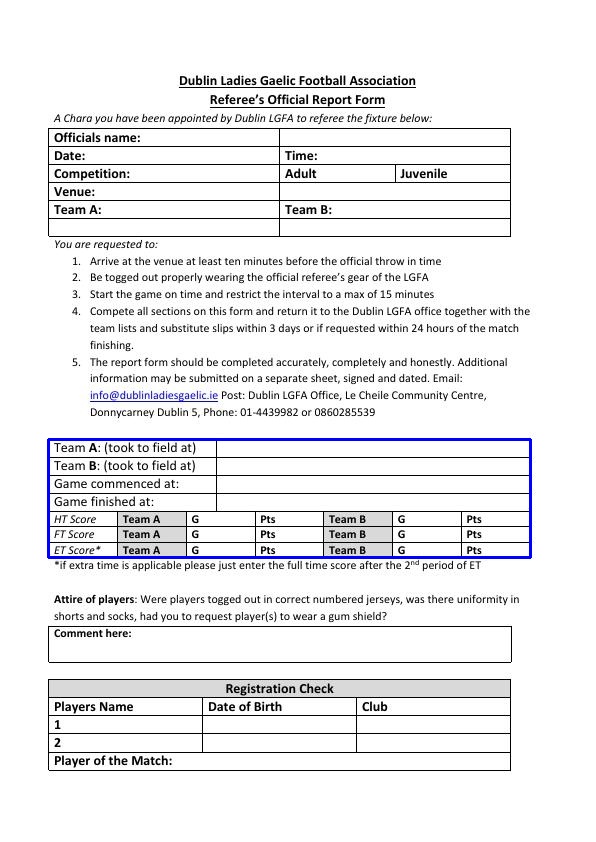 Dublin Ladies Gaelic Football Association
Referee's Official Report Form
A Chara you have been appointed by Dublin LGFA to referee the fixture below:
Officials name:
Date: Time:
Competition: Adult Juvenile
Venue:
Team A: Team B:
You are requested to:
1. Arrive at the venue at least ten minutes before the official throw in time
2. Be togged out properly wearing the official referee's gear of the LGFA
3. Start the game on time and restrict the interval to a max of 15 minutes
4. Compete all sections on this form and return it to the Dublin LGFA office together with the
team lists and substitute slips within 3 days or if requested within 24 hours of the match
finishing.
5. The report form should be completed accurately, completely and honestly. Additional
information may be submitted on a separate sheet, signed and dated. Email:
info@dublinladiesgaelic.ie Post: Dublin LGFA Office, Le Cheile Community Centre,
Donnycarney Dublin 5, Phone: 01-4439982 or 0860285539
Team A: (took to field at)
Team B: (took to field at)
Game commenced at:
Game finished at:
HT Score Team A G Pts Team B G Pts
FT Score Team A G Pts Team B G Pts
ET Score* Team A G Pts Team B G Pts
*if extra time is applicable please just enter the full time score after the 2nd period of ET
Attire of players: Were players togged out in correct numbered jerseys, was there uniformity in
shorts and socks, had you to request player(s) to wear a gum shield?
Comment here:
Registration Check
Players Name Date of Birth Club
1
2
Player of the Match: